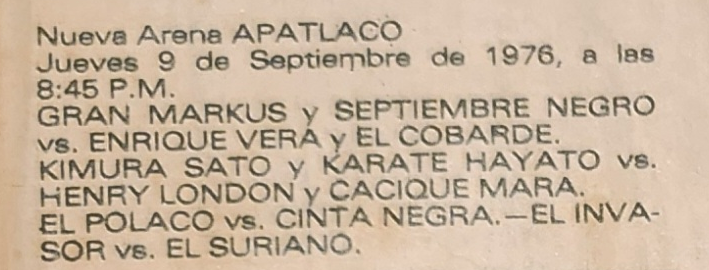 Nueva Arena APATLACO
Jueves 9 de Septiembre de 1976, a las
8:45 P.M.
GRAN MARKUS y SEPTIEMBRE NEGRO
vs. ENRIQUE VERA y EL COBARDE.
KIMURA SATO y KARATE HAYATO vs.
HENRY LONDON y CACIQUE MARA.
EL POLACO vs. CINTA NEGRA.—EL INVA-
SOR vs. EL SURIANO.